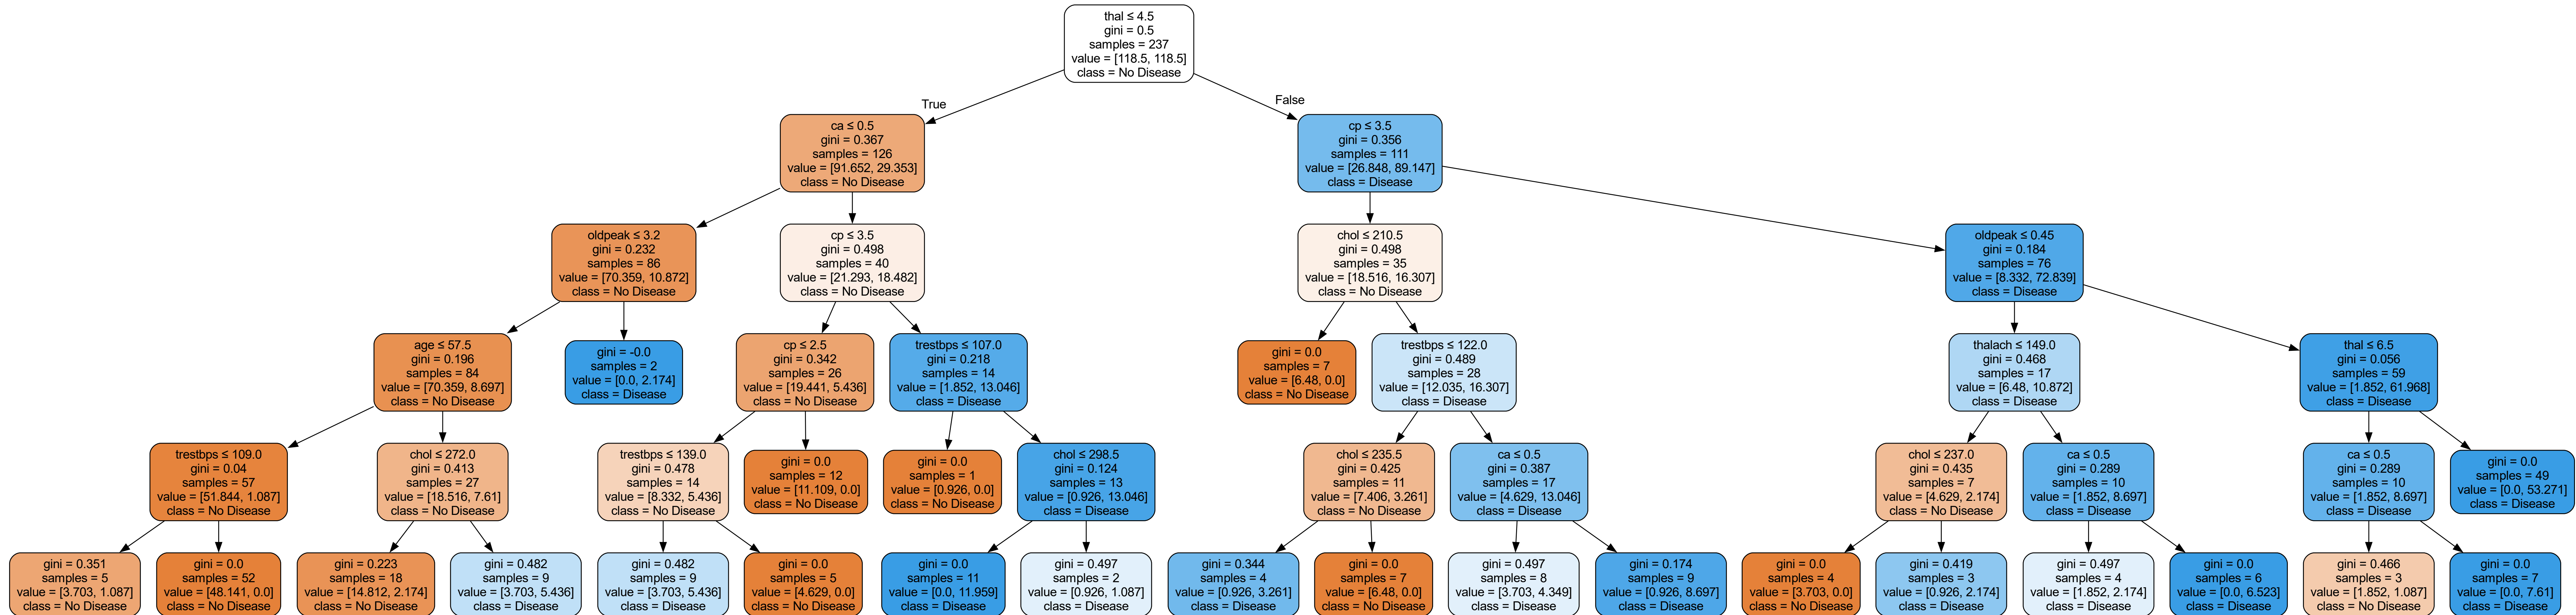 thal ≤ 4.5
gini = 0.5
samples = 237
value = [118.5, 118.5]
class = No Disease
True
False
ca ≤ 0.5
gini = 0.367
samples = 126
value = [91.652, 29.353]
class = No Disease
cp ≤ 3.5
gini = 0.356
samples = 111
value = [26.848, 89.147]
class = Disease
oldpeak ≤ 3.2
gini = 0.232
samples = 86
value = [70.359, 10.872]
class = No Disease
cp ≤ 3.5
gini = 0.498
samples = 40
value = [21.293, 18.482]
class = No Disease
chol ≤ 210.5
gini = 0.498
samples = 35
value = [18.516, 16.307]
class = No Disease
oldpeak ≤ 0.45
gini = 0.184
samples = 76
value = [8.332, 72.839]
class = Disease
age ≤ 57.5
gini = 0.196
samples = 84
value = [70.359, 8.697]
class = No Disease
gini = -0.0
samples = 2
value = [0.0, 2.174]
class = Disease
cp ≤ 2.5
gini = 0.342
samples = 26
value = [19.441, 5.436]
class = No Disease
trestbps ≤ 107.0
gini = 0.218
samples = 14
value = [1.852, 13.046]
class = Disease
gini = 0.0
samples = 7
value = [6.48, 0.0]
class = No Disease
trestbps ≤ 122.0
gini = 0.489
samples = 28
value = [12.035, 16.307]
class = Disease
thalach ≤ 149.0
gini = 0.468
samples = 17
value = [6.48, 10.872]
class = Disease
thal ≤ 6.5
gini = 0.056
samples = 59
value = [1.852, 61.968]
class = Disease
trestbps ≤ 109.0
gini = 0.04
samples = 57
value = [51.844, 1.087]
class = No Disease
chol ≤ 272.0
gini = 0.413
samples = 27
value = [18.516, 7.61]
class = No Disease
trestbps ≤ 139.0
gini = 0.478
samples = 14
value = [8.332, 5.436]
class = No Disease
gini = 0.0
samples = 12
value = [11.109, 0.0]
class = No Disease
gini = 0.0
samples = 1
value = [0.926, 0.0]
class = No Disease
chol ≤ 298.5
gini = 0.124
samples = 13
value = [0.926, 13.046]
class = Disease
chol ≤ 235.5
gini = 0.425
samples = 11
value = [7.406, 3.261]
class = No Disease
ca ≤ 0.5
gini = 0.387
samples = 17
value = [4.629, 13.046]
class = Disease
chol ≤ 237.0
gini = 0.435
samples = 7
value = [4.629, 2.174]
class = No Disease
ca ≤ 0.5
gini = 0.289
samples = 10
value = [1.852, 8.697]
class = Disease
ca ≤ 0.5
gini = 0.289
samples = 10
value = [1.852, 8.697]
class = Disease
gini = 0.0
samples = 49
value = [0.0, 53.271]
class = Disease
gini = 0.351
samples = 5
value = [3.703, 1.087]
class = No Disease
gini = 0.0
samples = 52
value = [48.141, 0.0]
class = No Disease
gini = 0.223
samples = 18
value = [14.812, 2.174]
class = No Disease
gini = 0.482
samples = 9
value = [3.703, 5.436]
class = Disease
gini = 0.482
samples = 9
value = [3.703, 5.436]
class = Disease
gini = 0.0
samples = 5
value = [4.629, 0.0]
class = No Disease
gini = 0.0
samples = 11
value = [0.0, 11.959]
class = Disease
gini = 0.497
samples = 2
value = [0.926, 1.087]
class = Disease
gini = 0.344
samples = 4
value = [0.926, 3.261]
class = Disease
gini = 0.0
samples = 7
value = [6.48, 0.0]
class = No Disease
gini = 0.497
samples = 8
value = [3.703, 4.349]
class = Disease
gini = 0.174
samples = 9
value = [0.926, 8.697]
class = Disease
gini = 0.0
samples = 4
value = [3.703, 0.0]
class = No Disease
gini = 0.419
samples = 3
value = [0.926, 2.174]
class = Disease
gini = 0.497
samples = 4
value = [1.852, 2.174]
class = Disease
gini = 0.0
samples = 6
value = [0.0, 6.523]
class = Disease
gini = 0.466
samples = 3
value = [1.852, 1.087]
class = No Disease
gini = 0.0
samples = 7
value = [0.0, 7.61]
class = Disease